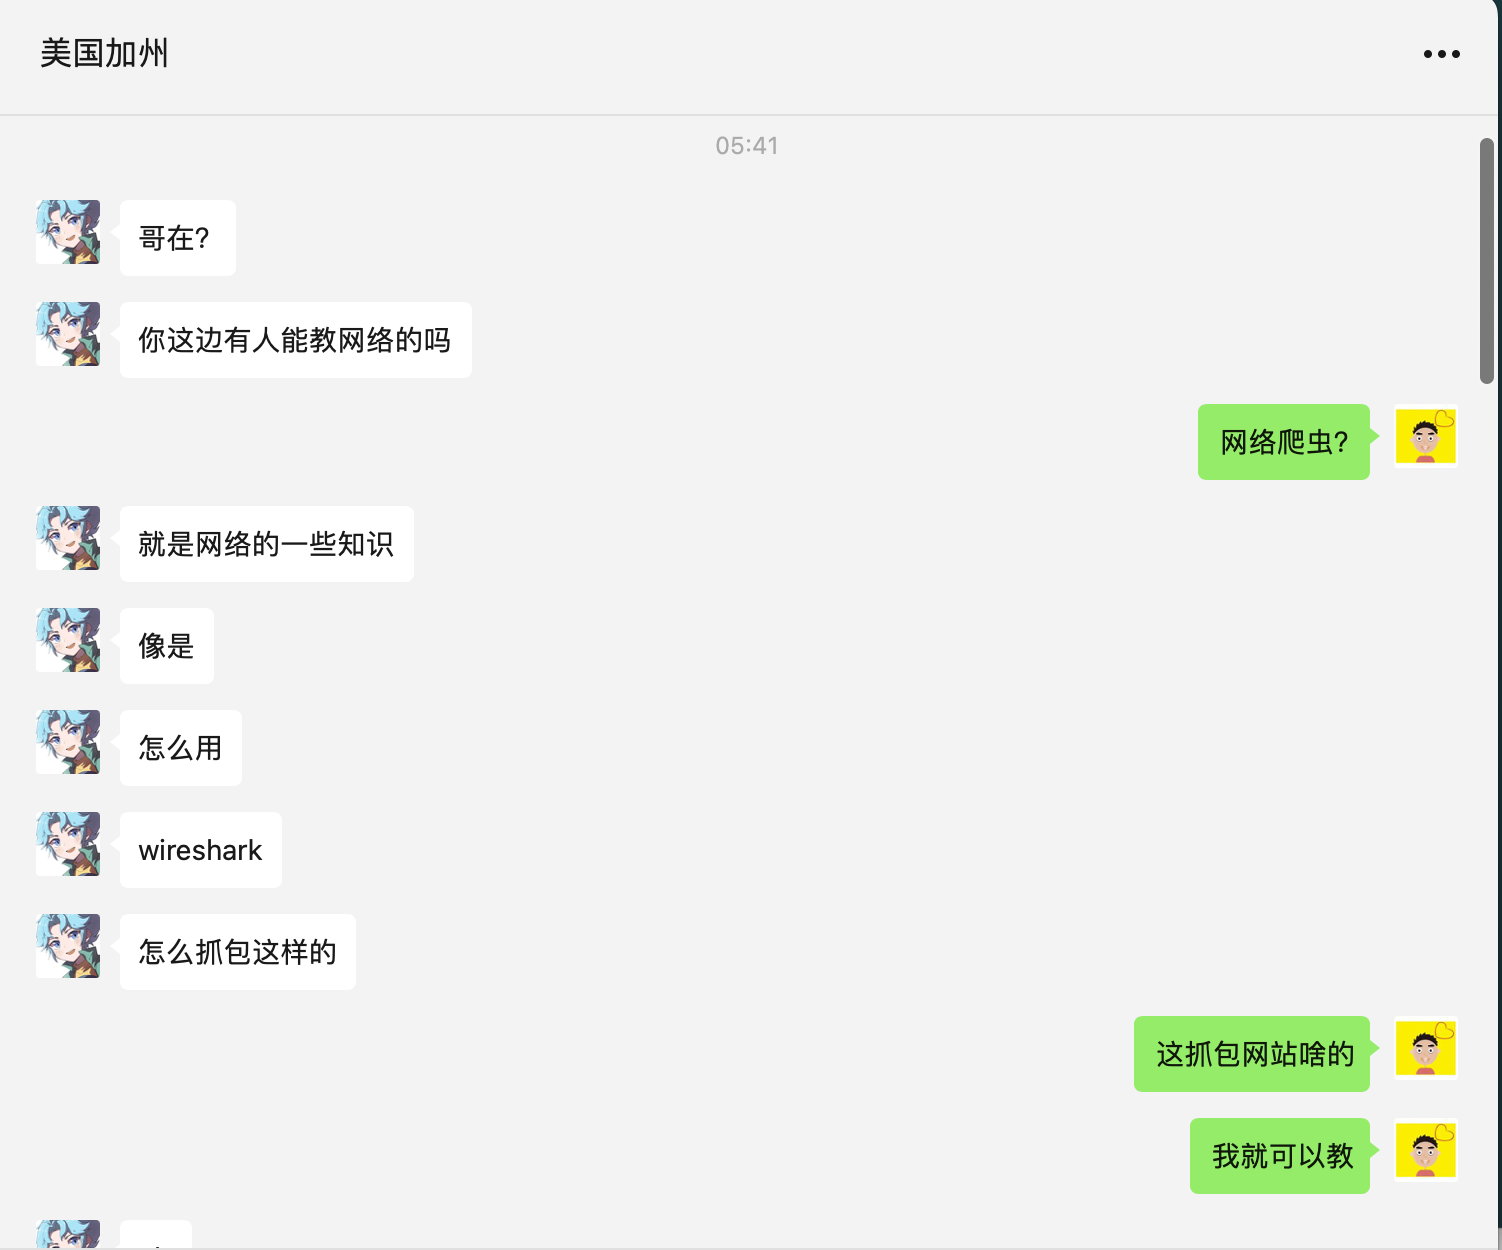 美国加州
05:41
哥在?
你这边有人能教网络的吗
网络爬虫?
就是网络的一些知识
像是
怎么用
wireshark
怎么抓包这样的
这抓包网站啥的
我就可以教